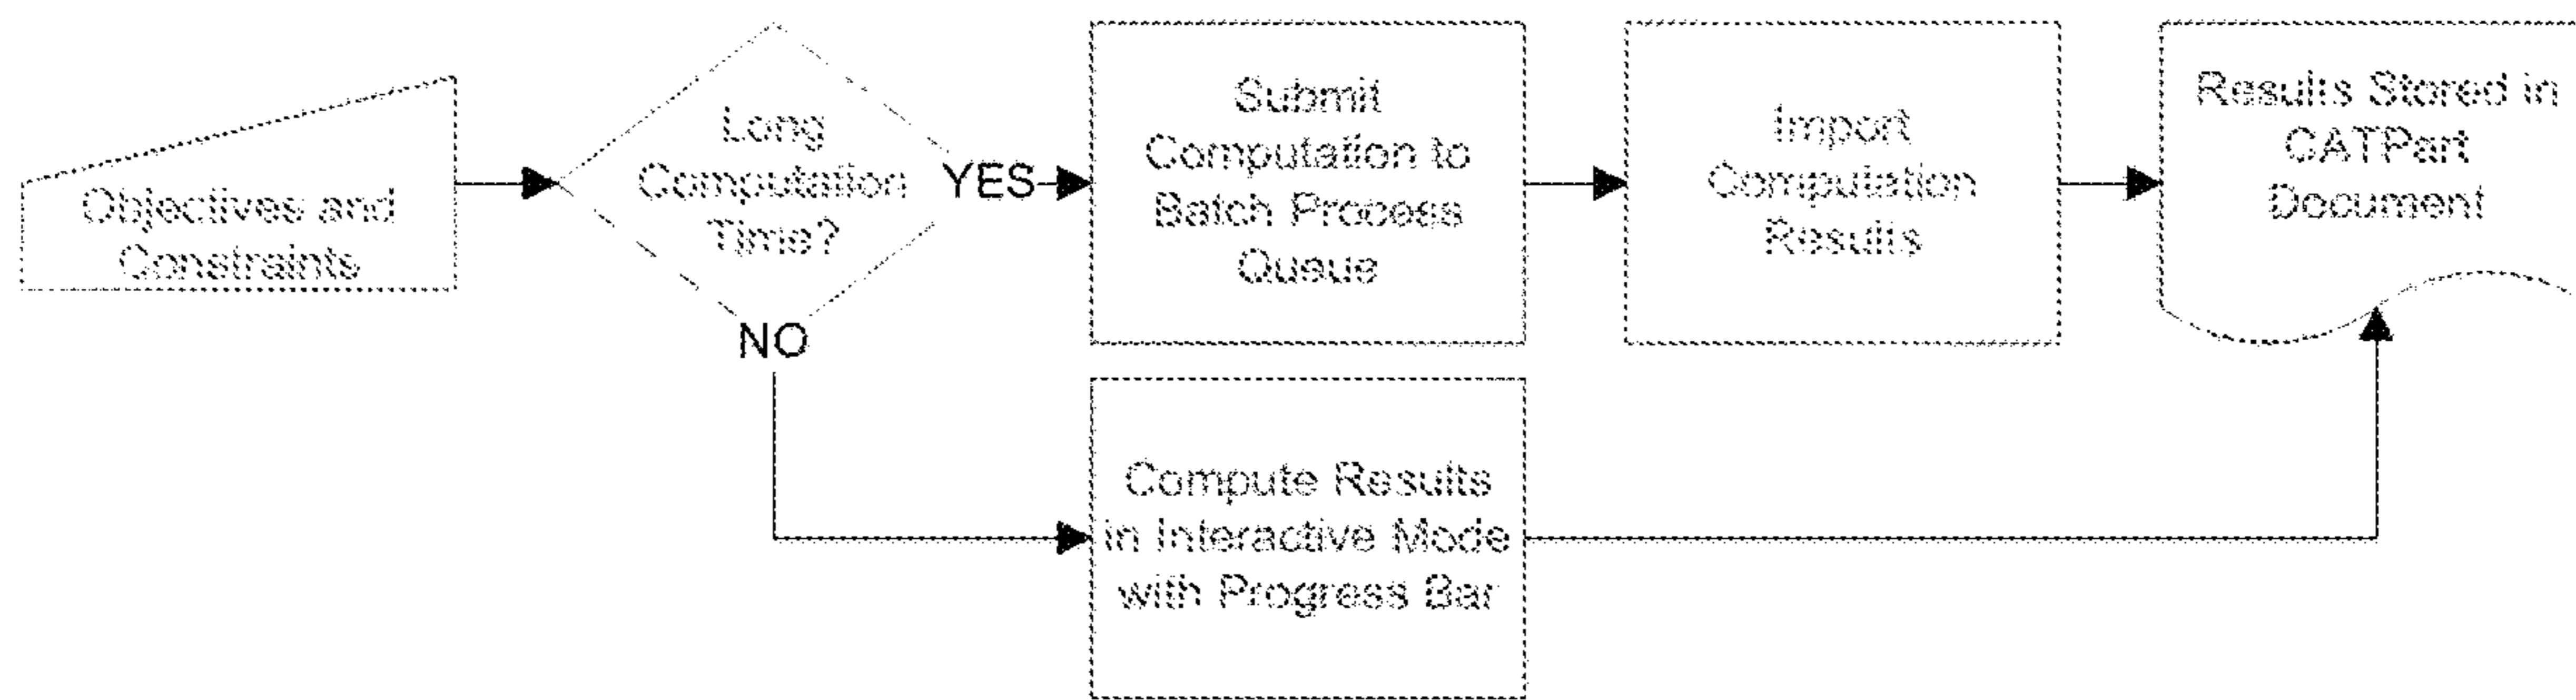 Objectives and
Constraints
Long
Computation
Time?
YES
NO
Submit
Computation to
Batch Process
Queue
Import
Computation
Results
Results Stored in
CATPart
Document
Compute Results
in Interactive Mode
with Progress Bar